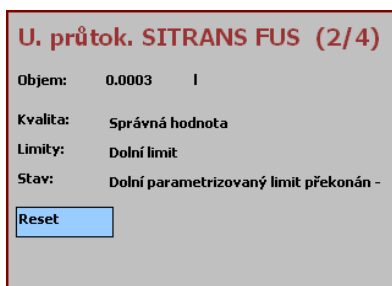 U. průtok. SITRANS FUS (2/4)
Objem: 0.0003 l
Kvalita: Správná hodnota
Limity: Dolní limit
Stav: Dolní parametrizovaný limit překonán -
Reset